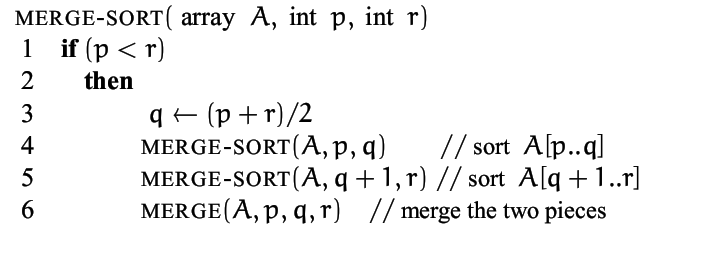 MERGE-SORT( array A, int p, int r)
1 if (p < r)
2 then
3 q ← (p + r)/2
4 MERGE-SORT(A, p, q) // sort A[p..q]
5 MERGE-SORT(A, q + 1, r) // sort A[q + 1..r]
6 MERGE(A, p, q, r) // merge the two pieces